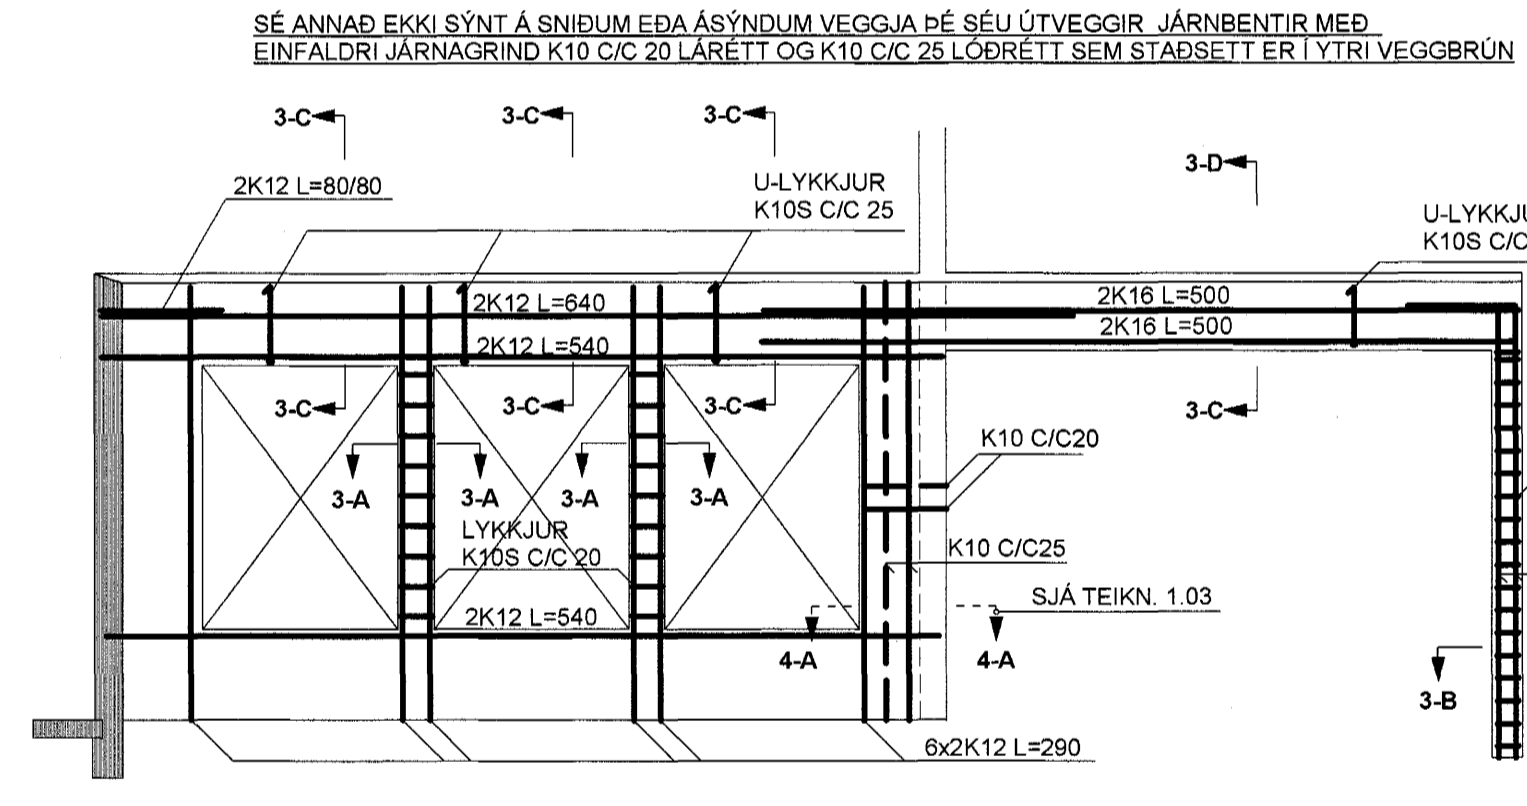 SÉ ANNAÐ EKKI SÝNT Á SNIÐUM EÐA ÁSÝNDUM VEGGJA ÞÉ SÉU ÚTVEGGIR JÁRNBENTIR MEÐ
EINFALDRI JÁRNAGRIND K10 C/C 20 LÁRÉTT OG K10 C/C 25 LÓÐRÉTT SEM STAÐSETT ER Í YTRI VEGGBRÚN
3-C
3-C
3-C
3-D
2K12 L=80/80
U-LYKKJUR
K10S C/C 25
U-LYKKJU
K10S C/C
2K12 L=640
2K16 L=500
2K16 L=500
2K12 L=540
3-C
3-C
3-C
3-C
K10 C/C20
3-A
3-A
3-A
3-A
LYKKJUR
K10S C/C 20
K10 C/C25
2K12 L=540
SJÁ TEIKN. 1.03
4-A
4-A
3-B
6x2K12 L=290